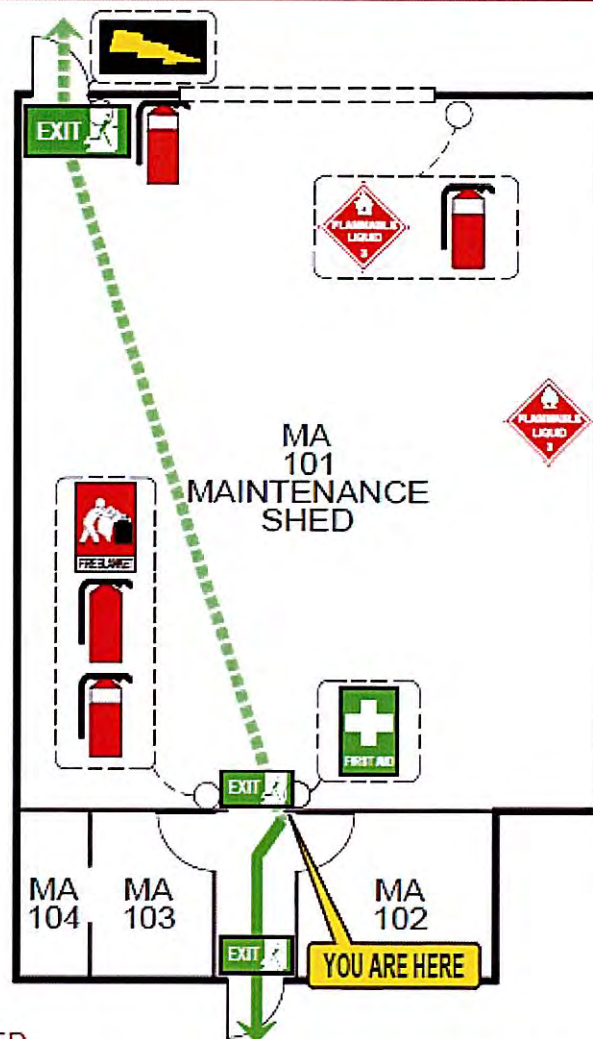 EXIT
FLAMMABLE
LIQUID
3
FLAMMABLE
LIQUID
3
MA
101
MAINTENANCE
SHED
FIRE BLANKET
FIRST AID
EXIT
MA
104
MA
103
MA
102
EXIT
YOU ARE HERE